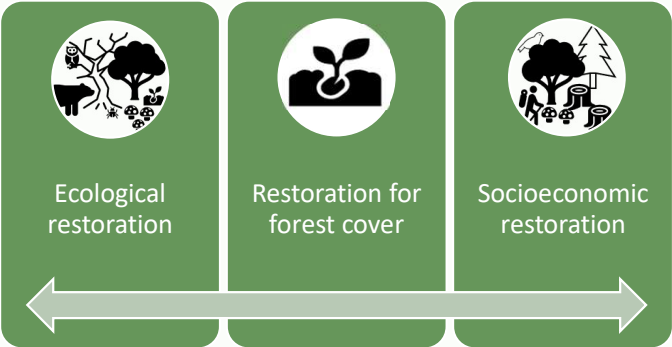 Ecological
restoration
Restoration for
forest cover
Socioeconomic
restoration